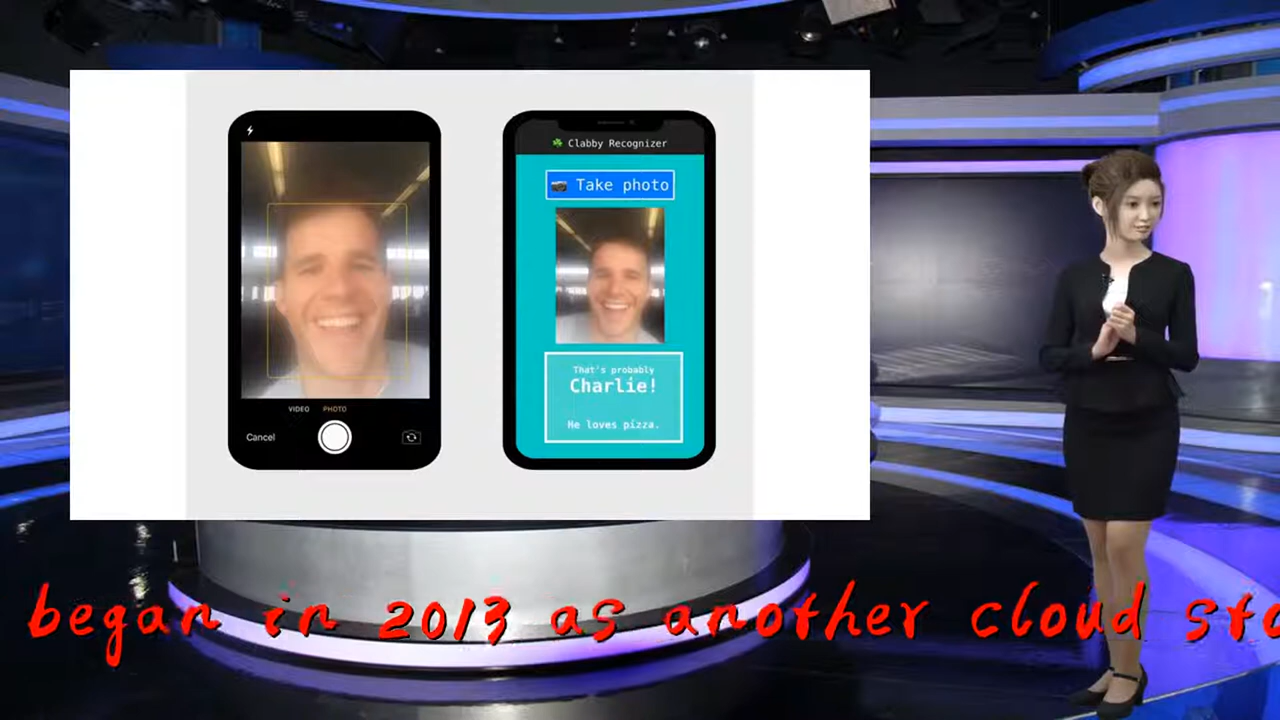 ☘ Clabby Recognizer
📷 Take photo
That's probably
Charlie!
He loves pizza.
VIDEO PHOTO
Cancel
began in 2013 as another cloud sto